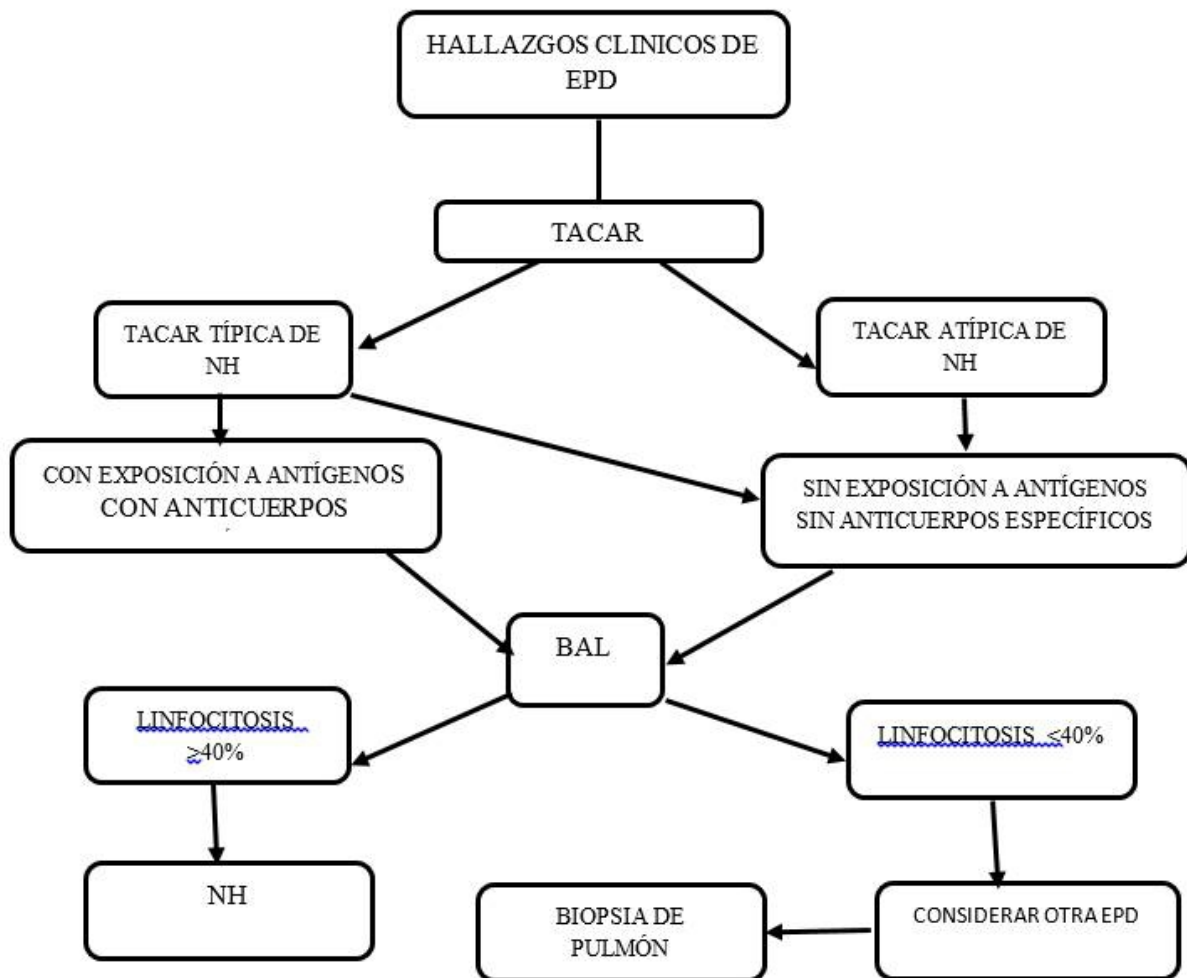 HALLAZGOS CLINICOS DE
EPD
TACAR
TACAR TÍPICA DE
NH
TACAR ATÍPICA DE
NH
CON EXPOSICIÓN A ANTÍGENOS
CON ANTICUERPOS
SIN EXPOSICIÓN A ANTÍGENOS
SIN ANTICUERPOS ESPECÍFICOS
BAL
LINFOCITOSIS
≥40%
LINFOCITOSIS <40%
NH
BIOPSIA DE
PULMÓN
CONSIDERAR OTRA EPD